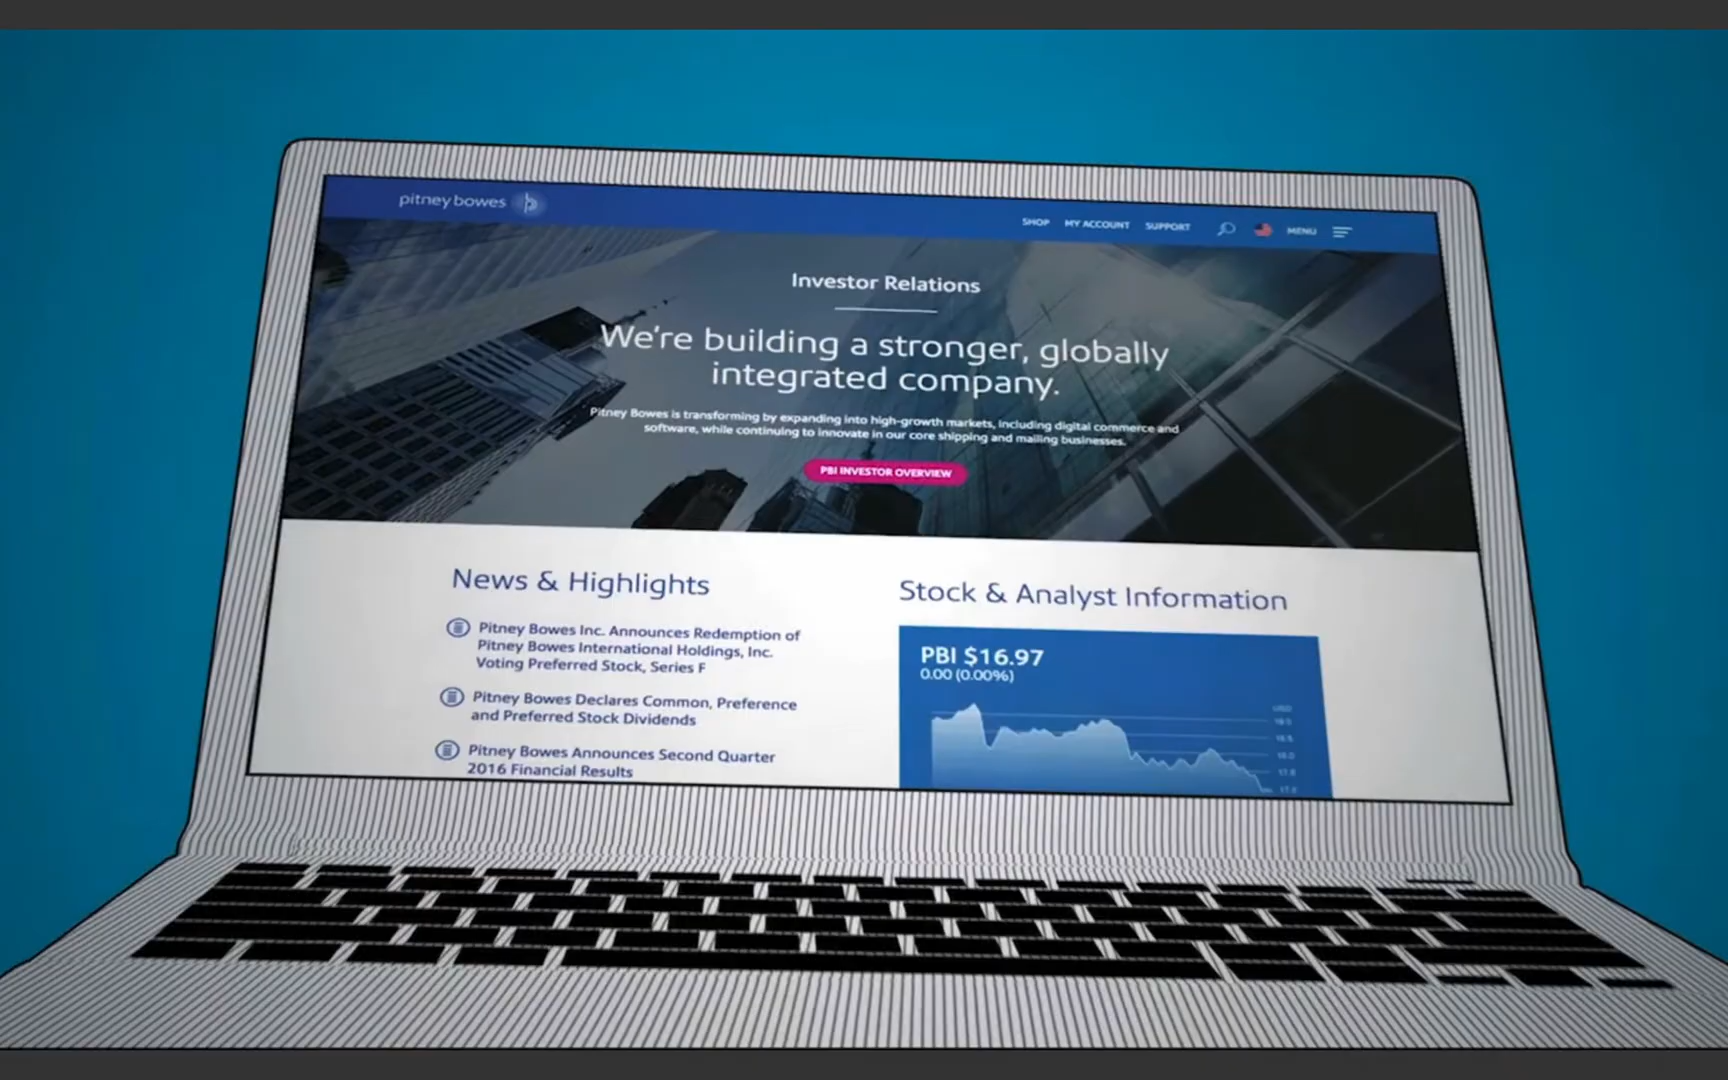 pitney bowes
SHOP MY ACCOUNT SUPPORT MENU
Investor Relations
We're building a stronger, globally
integrated company.
Pitney Bowes is transforming by expanding into high-growth markets, including digital commerce and
software, while continuing to innovate in our core shipping and mailing businesses.
PBI INVESTOR OVERVIEW
News & Highlights
Pitney Bowes Inc. Announces Redemption of
Pitney Bowes International Holdings, Inc.
Voting Preferred Stock, Series F
Pitney Bowes Declares Common, Preference
and Preferred Stock Dividends
Pitney Bowes Announces Second Quarter
2016 Financial Results
Stock & Analyst Information
PBI $16.97
0.00 (0.00%)
USD